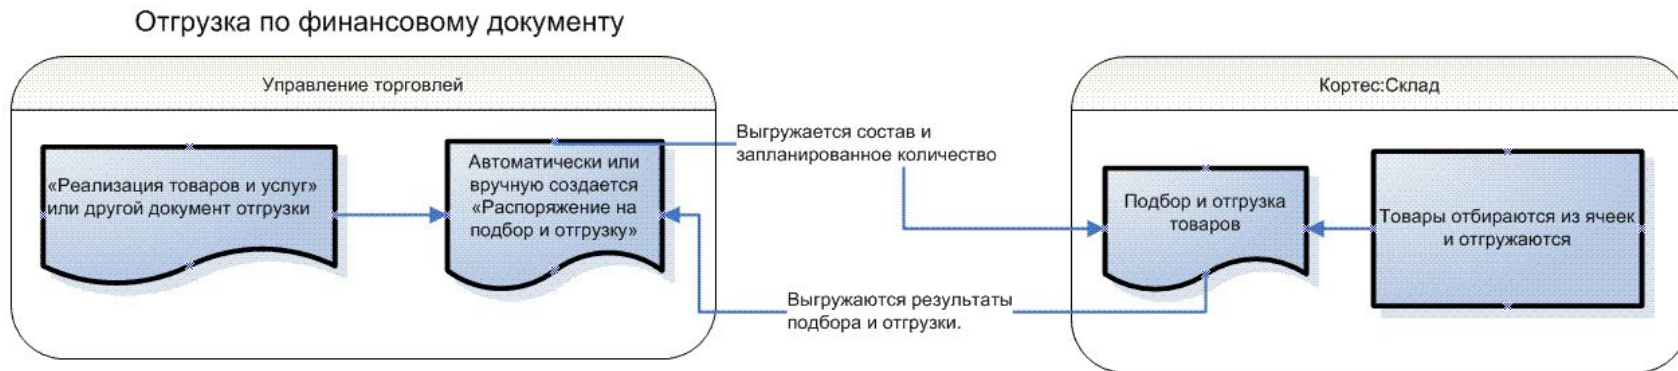 Отгрузка по финансовому документу
Управление торговлей
«Реализация товаров и услуг»
или другой документ отгрузки
Автоматически или
вручную создается
«Распоряжение на
подбор и отгрузку»
Выгружается состав и
запланированное количество
Выгружаются результаты
подбора и отгрузки.
Кортес:Склад
Подбор и отгрузка
товаров
Товары отбираются из ячеек
и отгружаются